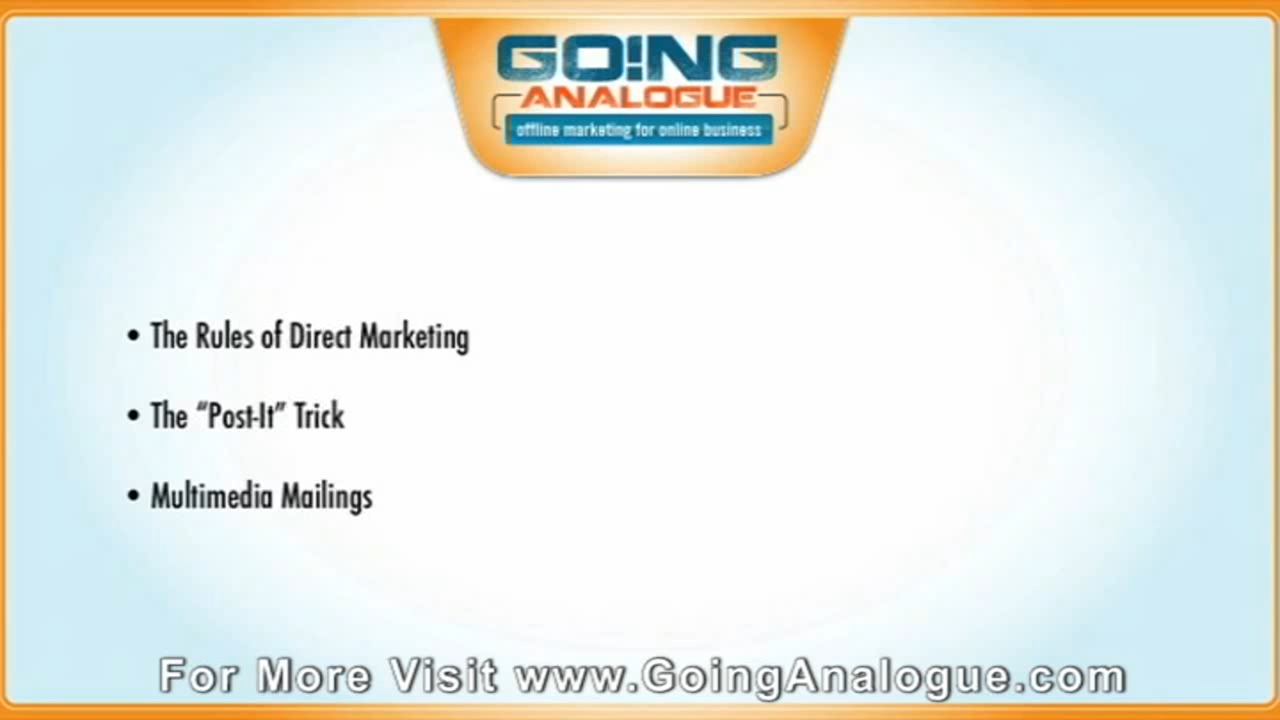 GO!NG
ANALOGUE
offline marketing for online business
• The Rules of Direct Marketing
• The “Post-It” Trick
• Multimedia Mailings
For More Visit www.GoingAnalogue.com